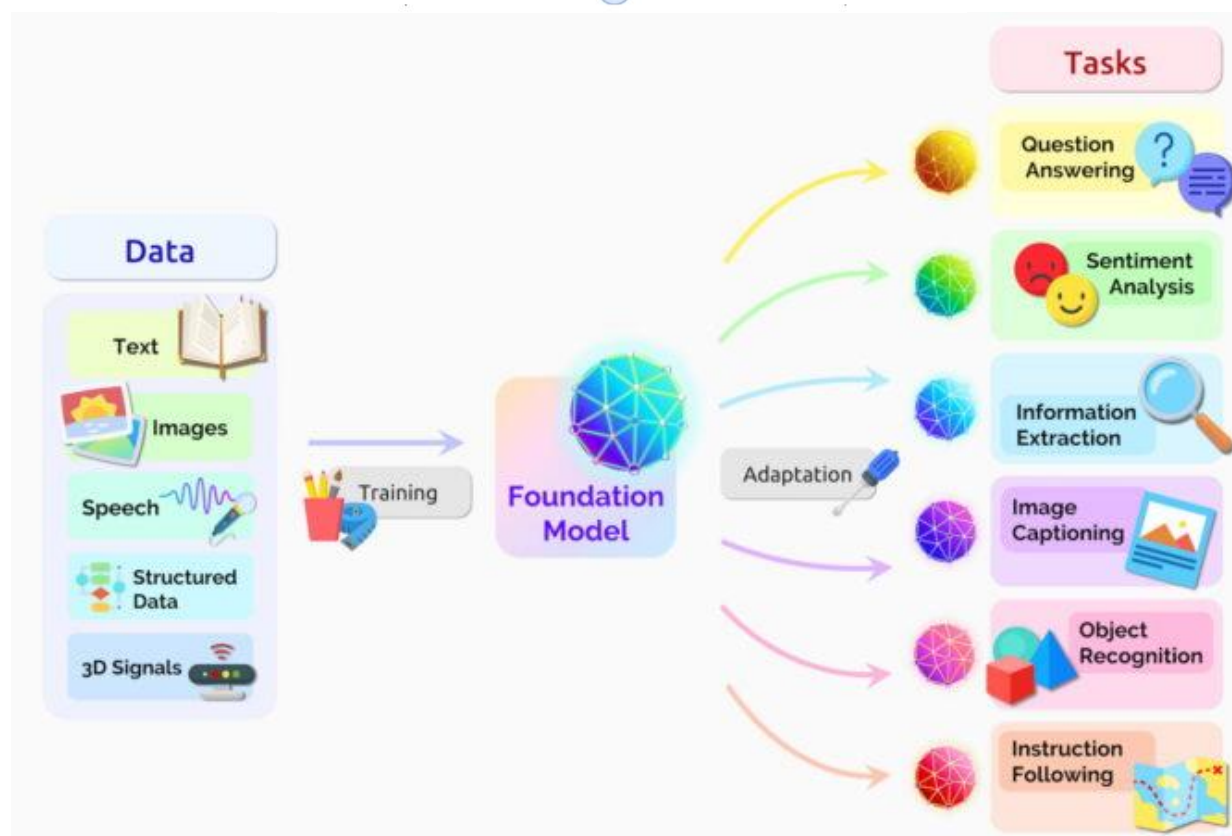 Data
Text
Images
Speech
Structured
Data
3D Signals
Training
Foundation
Model
Adaptation
Tasks
Question
Answering
Sentiment
Analysis
Information
Extraction
Image
Captioning
Object
Recognition
Instruction
Following